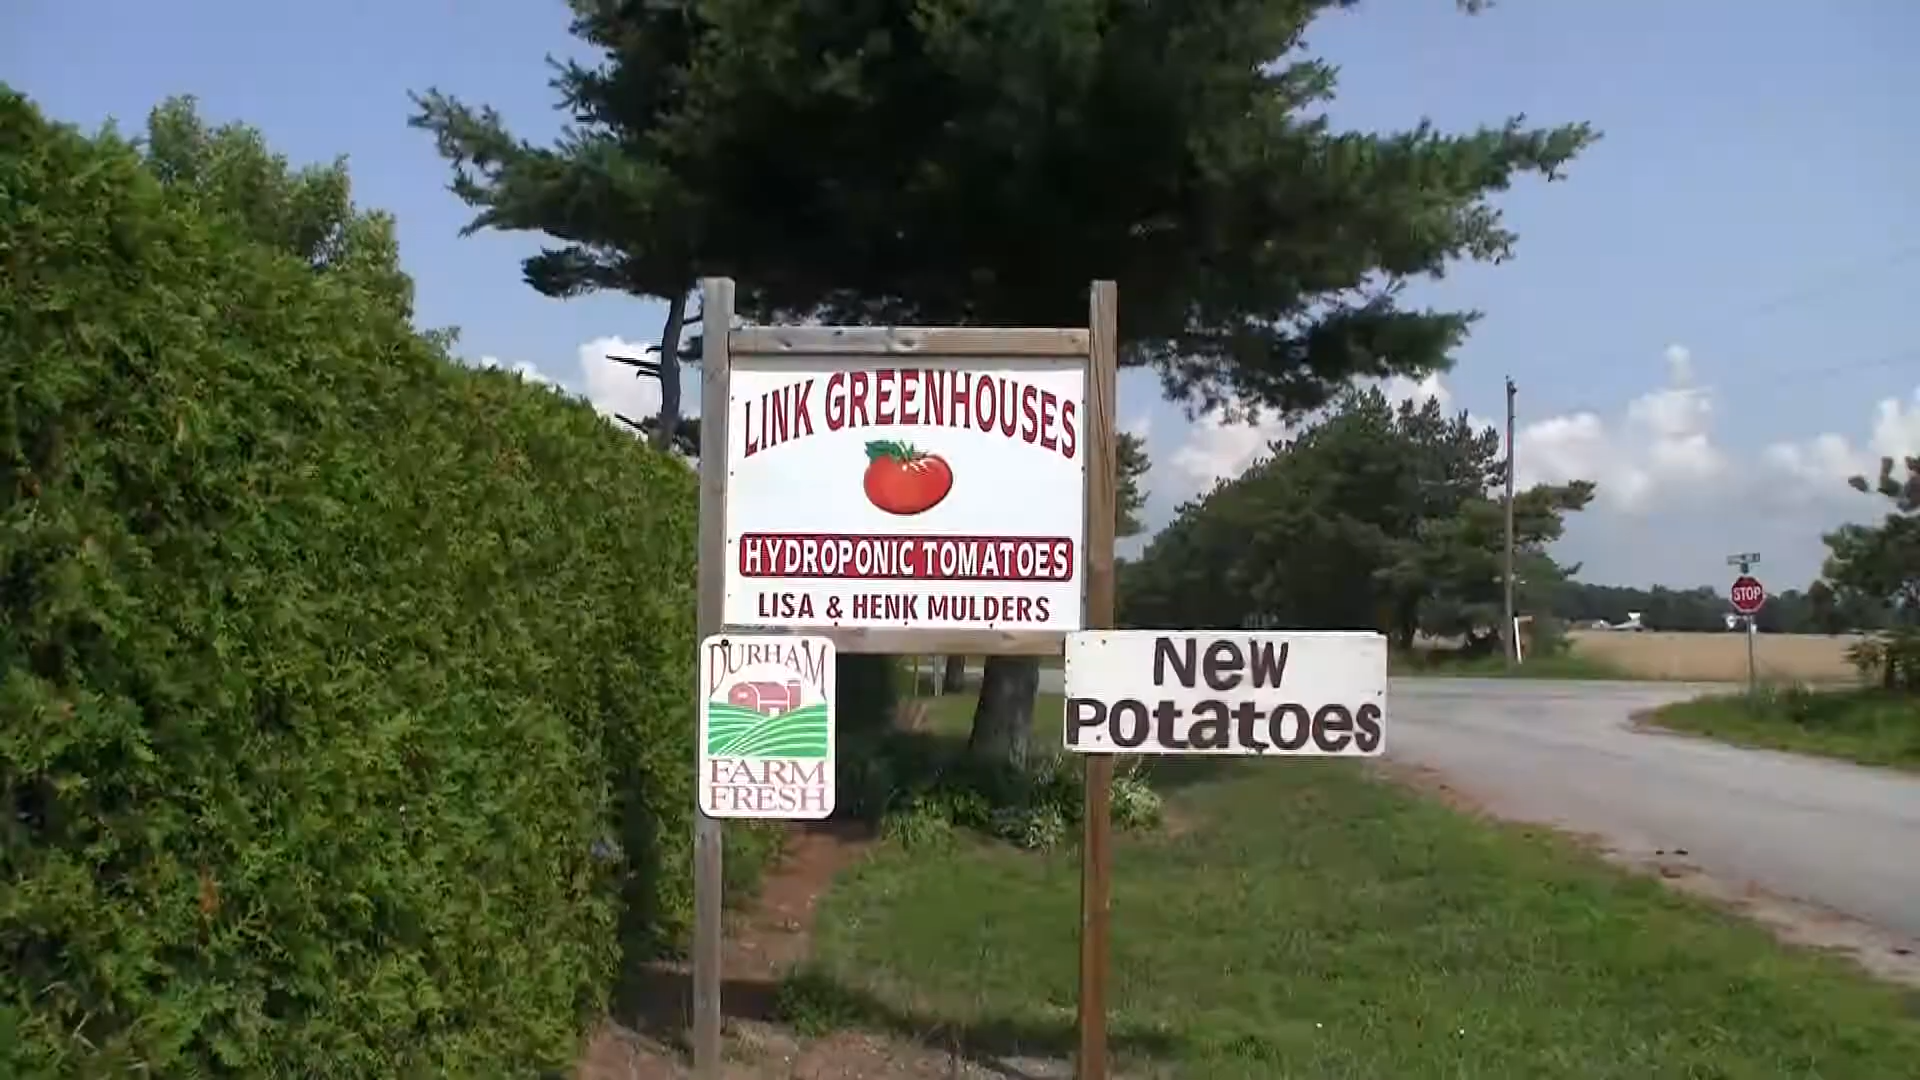 LINK GREENHOUSES
HYDROPONIC TOMATOES
LISA & HENK MULDERS
DURHAM
FARM
FRESH
New
Potatoes
STOP